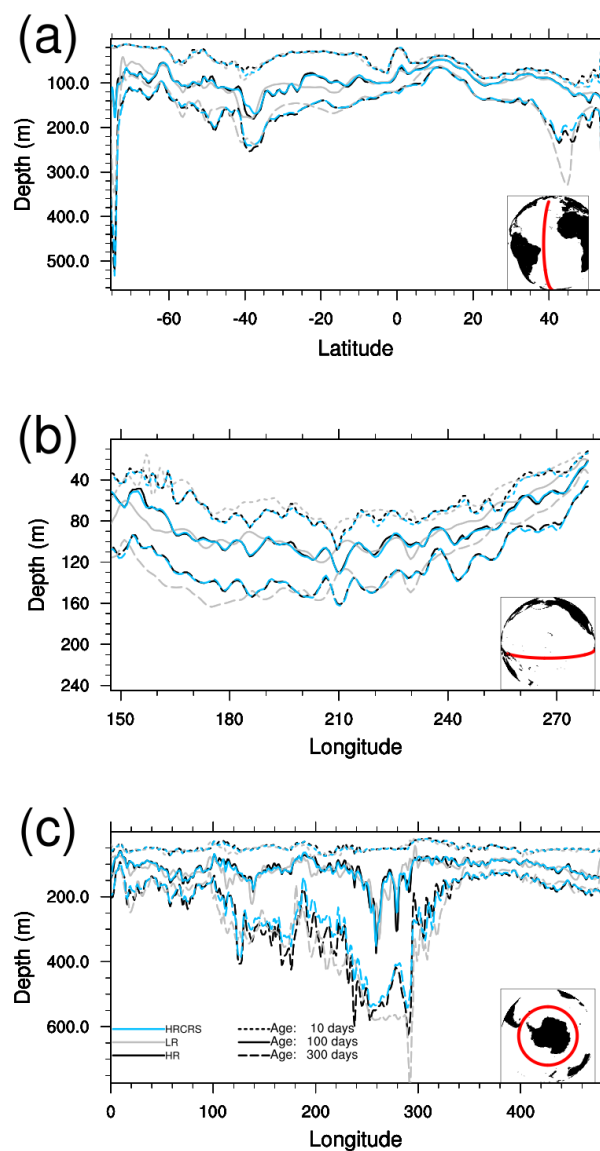 (a)
100.0
200.0
300.0
400.0
500.0
Depth (m)
-60 -40 -20 0 20 40
Latitude
(b)
40
80
120
160
200
240
Depth (m)
150 180 210 240 270
Longitude
(c)
200.0
400.0
600.0
Depth (m)
HRCRS Age: 10 days
LR Age: 100 days
HR Age: 300 days
0 100 200 300 400
Longitude